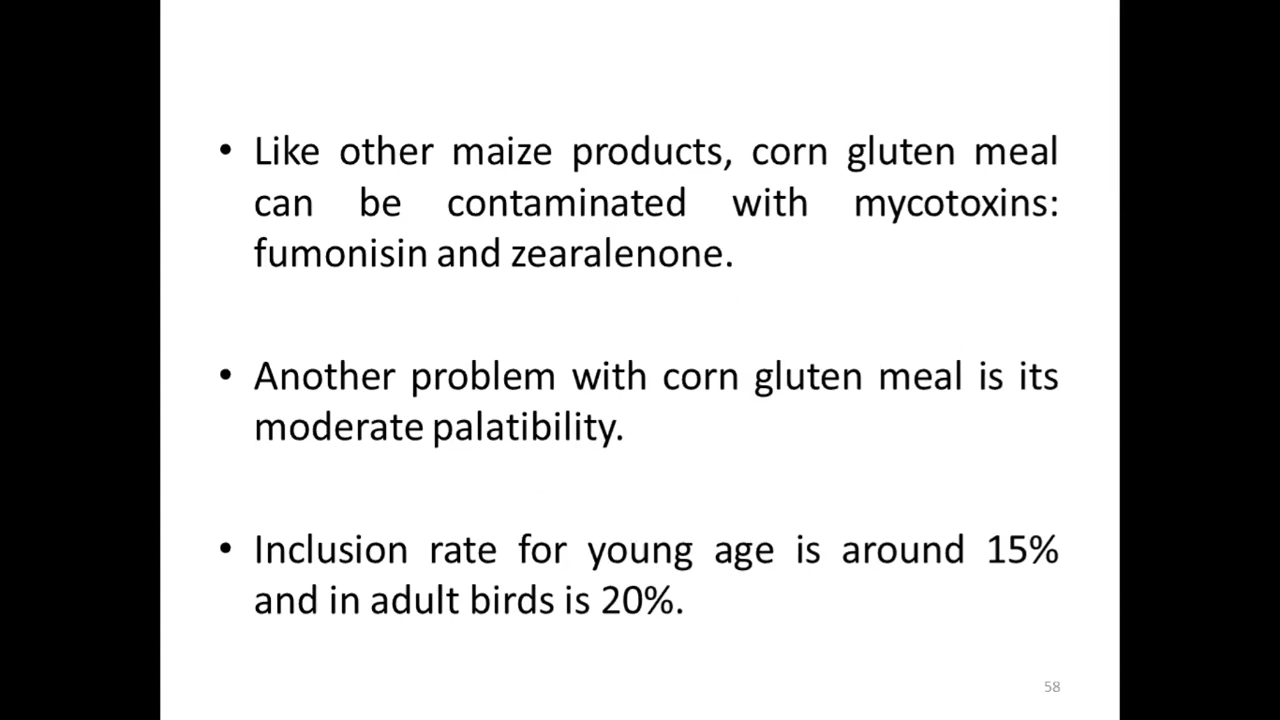 • Like other maize products, corn gluten meal
can be contaminated with mycotoxins:
fumonisin and zearalenone.
• Another problem with corn gluten meal is its
moderate palatibility.
• Inclusion rate for young age is around 15%
and in adult birds is 20%.
58